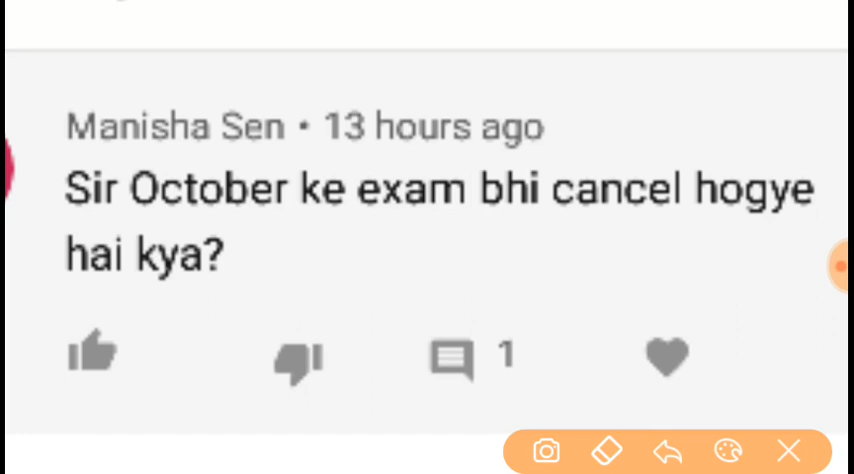 Manisha Sen • 13 hours ago
Sir October ke exam bhi cancel hogye
hai kya?
1